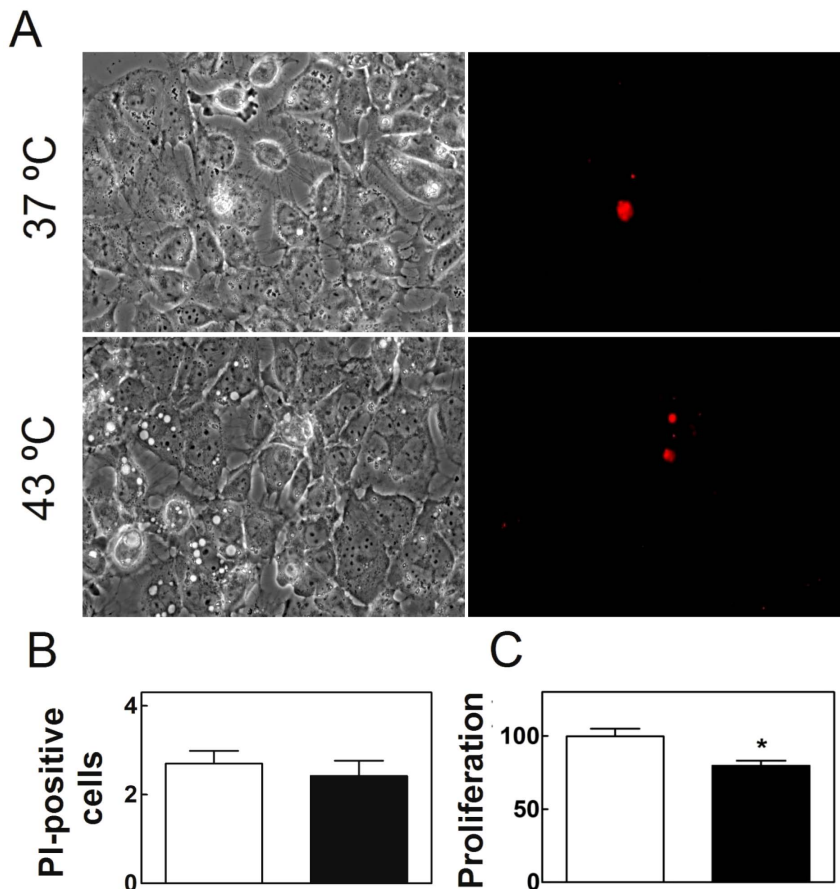 A
37 ºC
43 ºC
B
PI-positive
cells
4
2
0
C
Proliferation
100
50
0
*